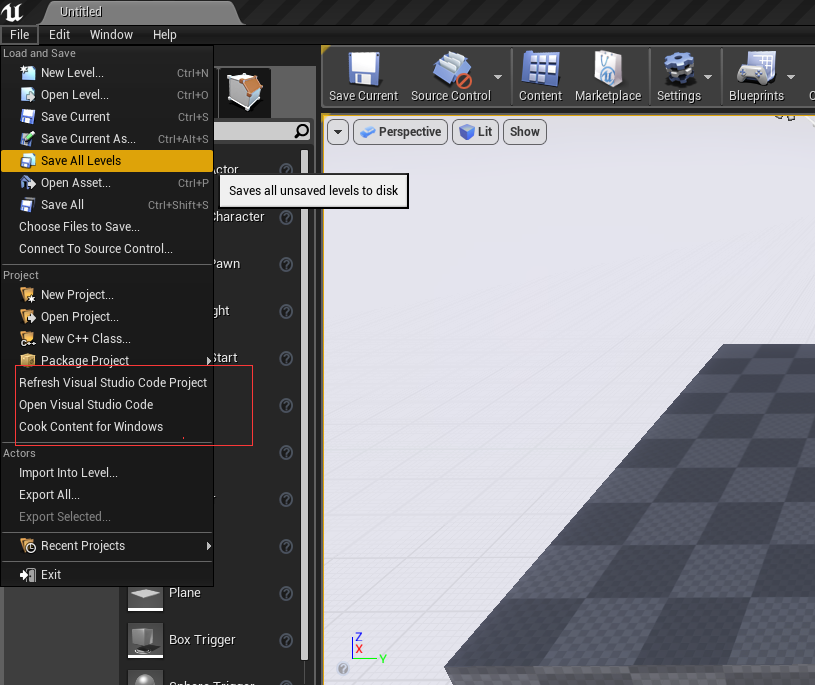 Untitled
File Edit Window Help
Load and Save
New Level... Ctrl+N
Open Level... Ctrl+O
Save Current Ctrl+S
Save Current As... Ctrl+Alt+S
Save All Levels
Open Asset... Ctrl+P
Save All Ctrl+Shift+S
Choose Files to Save...
Connect To Source Control...
Project
New Project...
Open Project...
New C++ Class...
Package Project
Refresh Visual Studio Code Project
Open Visual Studio Code
Cook Content for Windows
Actors
Import Into Level...
Export All...
Export Selected...
Recent Projects
Exit
Saves all unsaved levels to disk
Character
Start
Plane
Box Trigger
Sphere Trigger
Save Current Source Control Content Marketplace Settings Blueprints
Perspective Lit Show
Z
X
Y